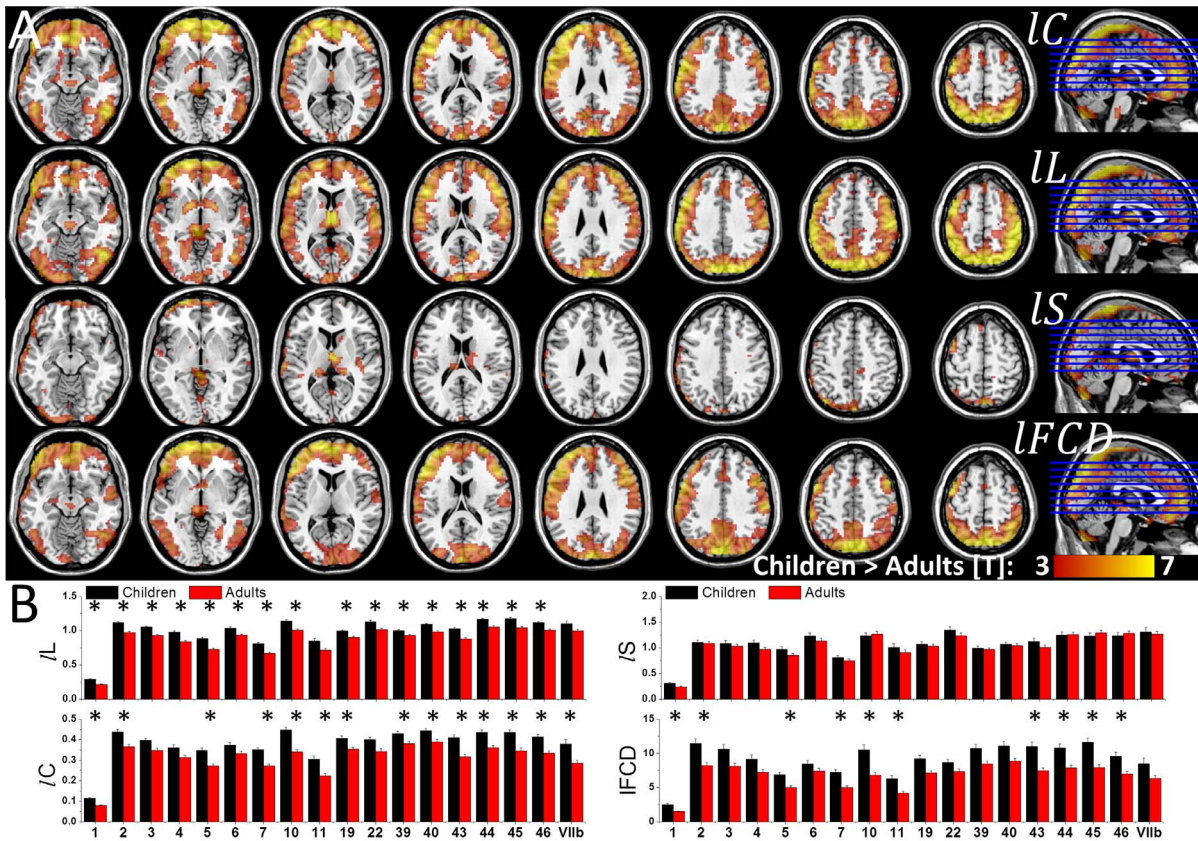 A
lC
lL
lS
lFCD
Children > Adults [T]: 3 7
B
Children Adults
* * * * * * * * * * * * * * * *
lL
1.5
1.0
0.5
0.0
* * * * * * * * * * * * * *
lC
0.5
0.4
0.3
0.2
0.1
0.0
1 2 3 4 5 6 7 10 11 19 22 39 40 43 44 45 46 VIIb
Children Adults
lS
2.0
1.5
1.0
0.5
0.0
* * * * * * * * * *
lFCD
15
10
5
0
1 2 3 4 5 6 7 10 11 19 22 39 40 43 44 45 46 VIIb